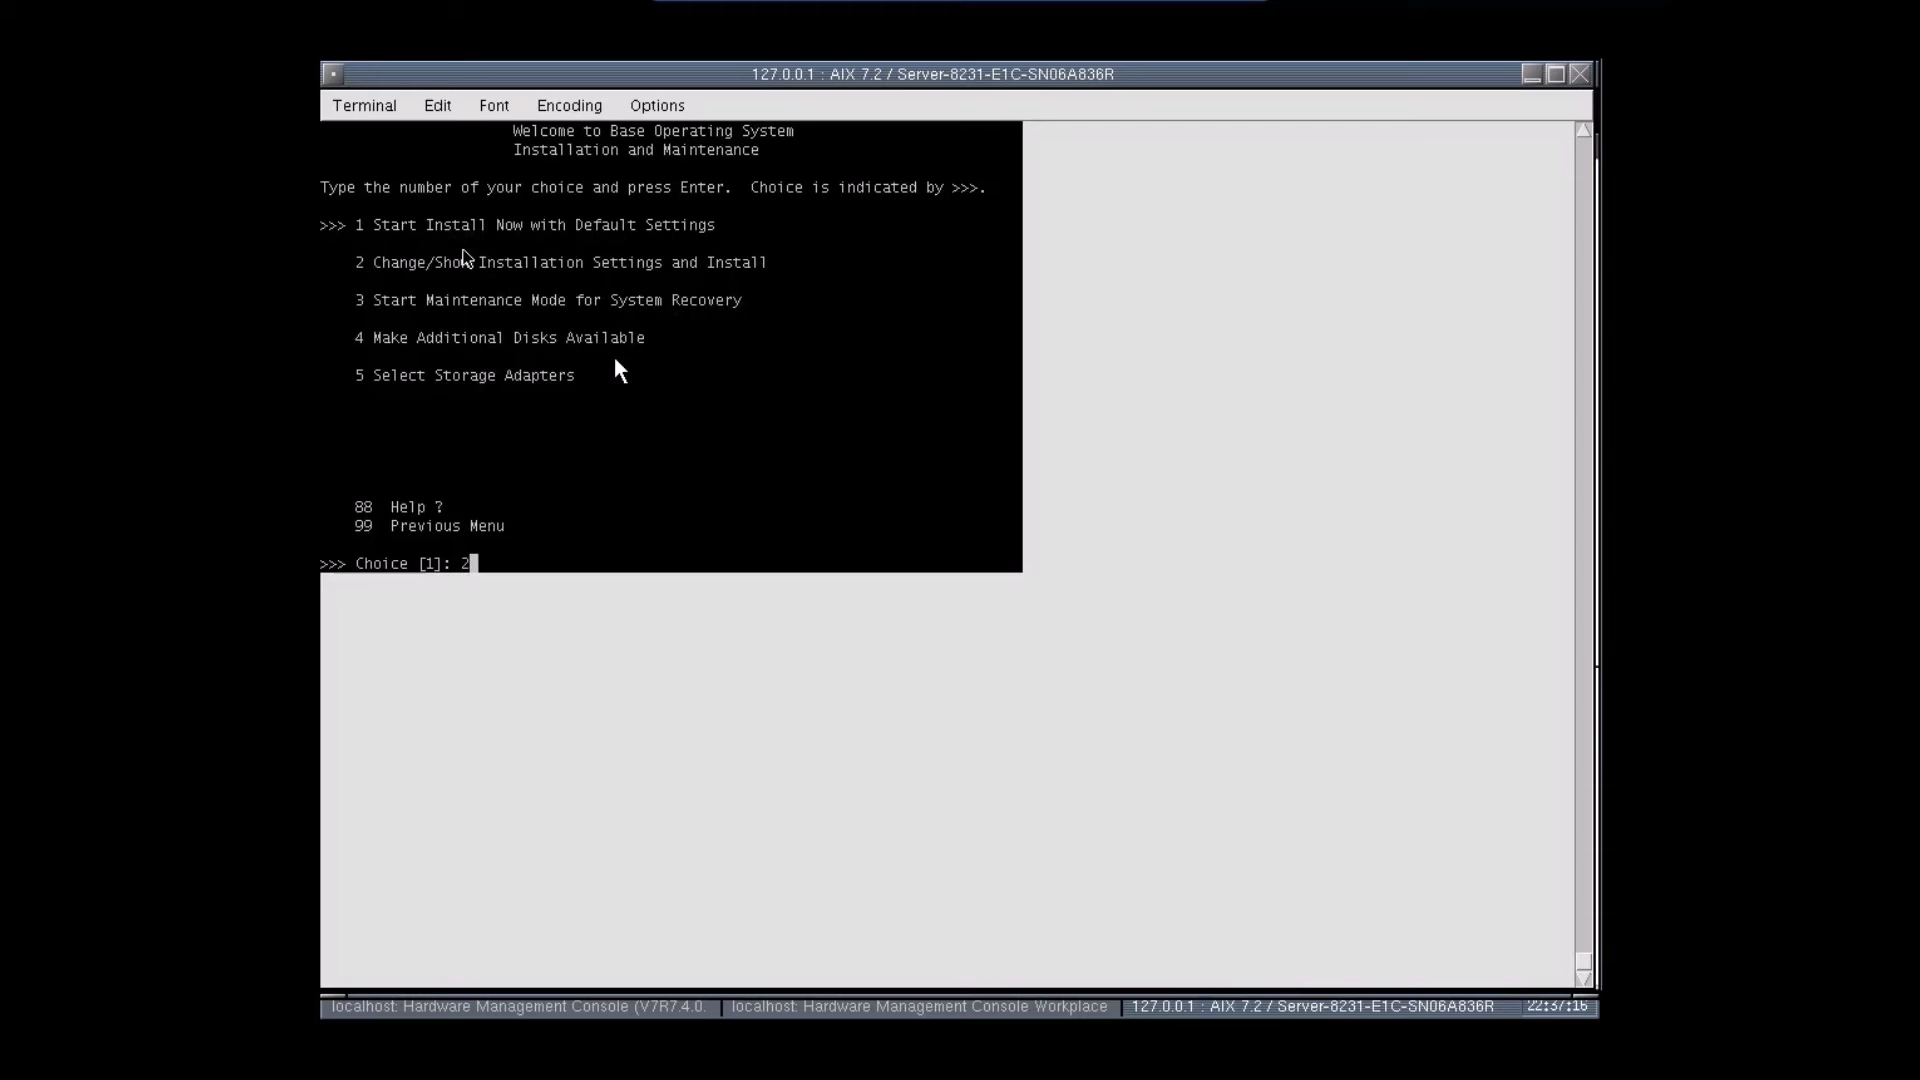 127.0.0.1 : AIX 7.2 / Server-8231-E1C-SN06A836R
Terminal Edit Font Encoding Options
Welcome to Base Operating System
Installation and Maintenance
Type the number of your choice and press Enter. Choice is indicated by >>>.
>>> 1 Start Install Now with Default Settings
2 Change/Show Installation Settings and Install
3 Start Maintenance Mode for System Recovery
4 Make Additional Disks Available
5 Select Storage Adapters
88 Help ?
99 Previous Menu
>>> Choice [1]: 2
localhost: Hardware Management Console (V7R7.4.0. localhost: Hardware Management Console Workplace 127.0.0.1 : AIX 7.2 / Server-8231-E1C-SN06A836R 22:37:16